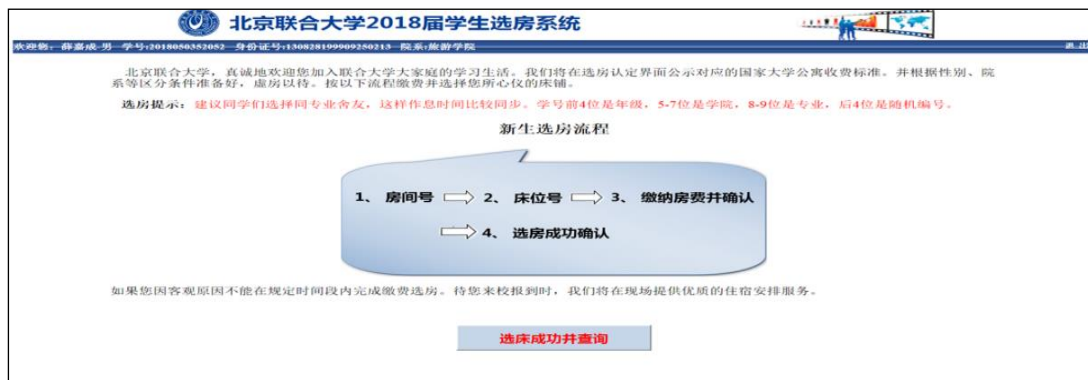 北京联合大学2018届学生选房系统
欢迎您：薛嘉成 男 学号:2018050352052 身份证号:130828199909250213 院系:旅游学院
退出
北京联合大学，真诚地欢迎您加入联合大学大家庭的学习生活。我们将在选房认定界面公示对应的国家大学公寓收费标准。并根据性别、院
系等区分条件准备好，虚房以待。按以下流程缴费并选择您所心仪的床铺。
选房提示：建议同学们选择同专业舍友，这样作息时间比较同步。学号前4位是年级，5-7位是学院，8-9位是专业，后4位是随机编号。
新生选房流程
1、 房间号 2、 床位号 3、 缴纳房费并确认
4、 选房成功确认
如果您因客观原因不能在规定时间段内完成缴费选房。待您来校报到时，我们将在现场提供优质的住宿安排服务。
选床成功并查询